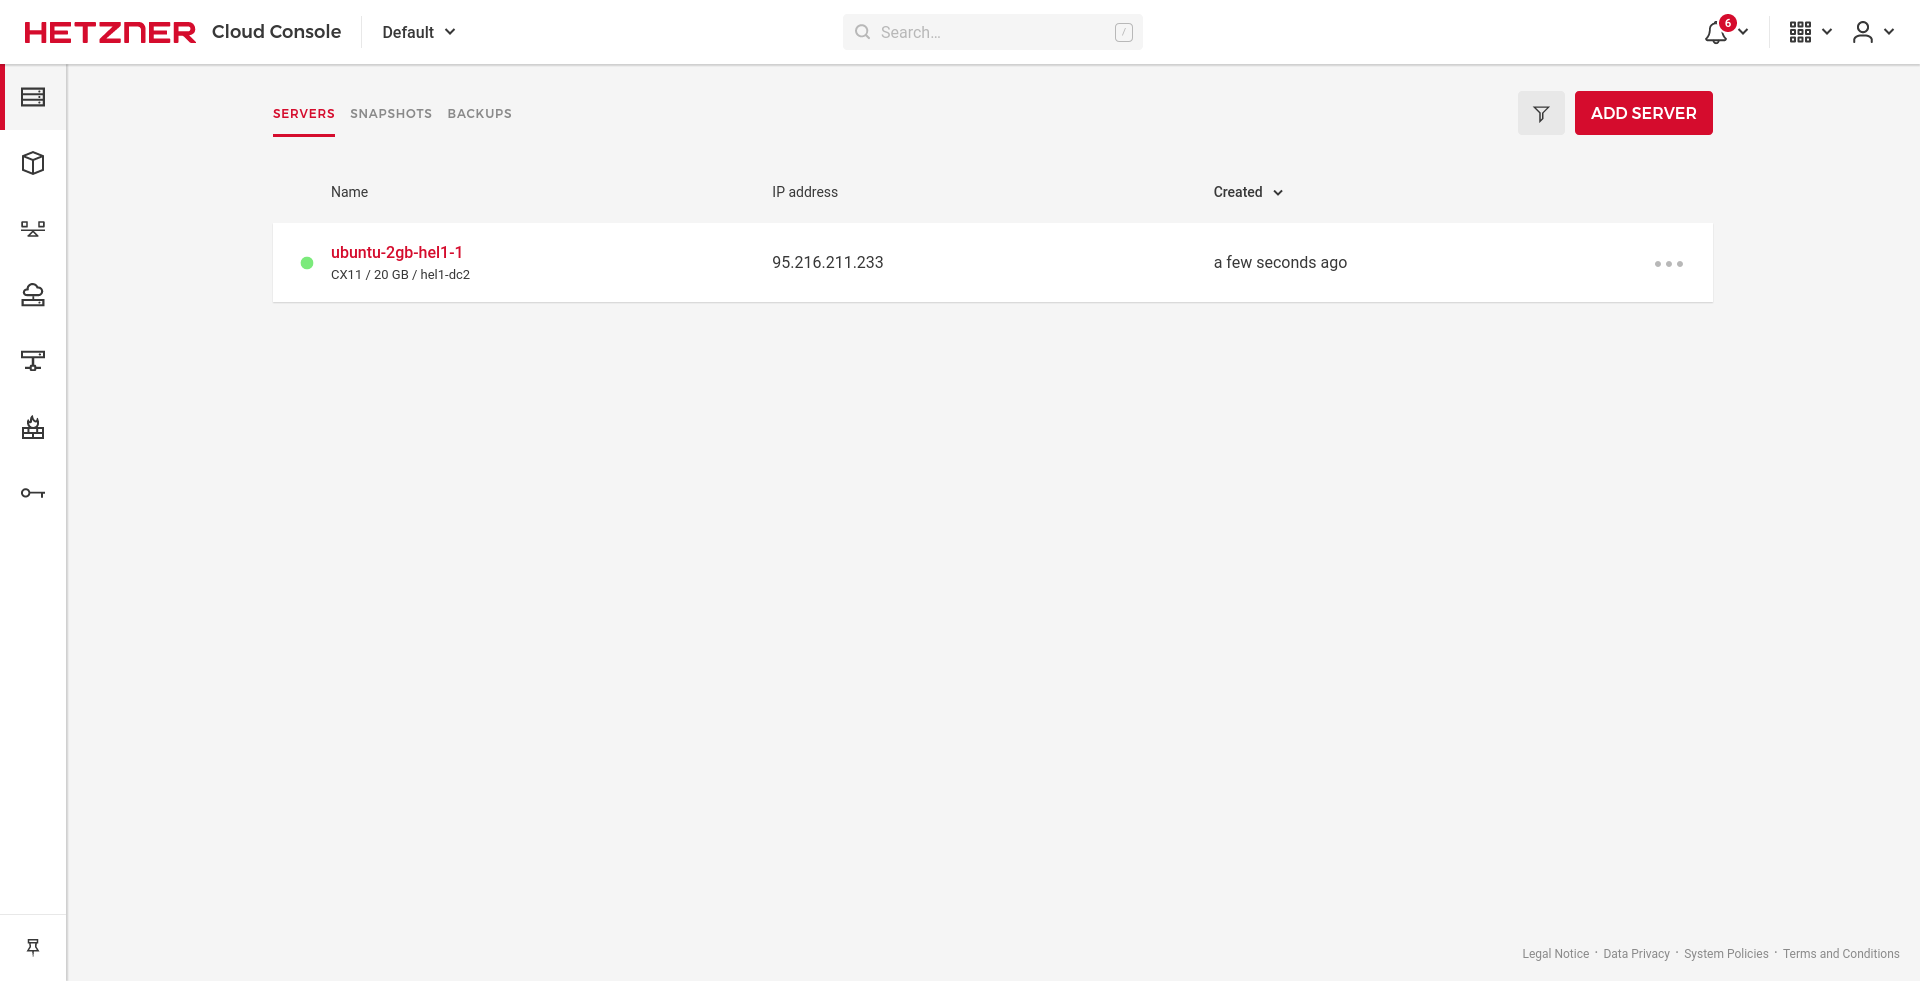 HETZNER Cloud Console Default Search... / 6
SERVERS SNAPSHOTS BACKUPS ADD SERVER
Name IP address Created
ubuntu-2gb-hel1-1
CX11 / 20 GB / hel1-dc2
95.216.211.233
a few seconds ago
Legal Notice · Data Privacy · System Policies · Terms and Conditions